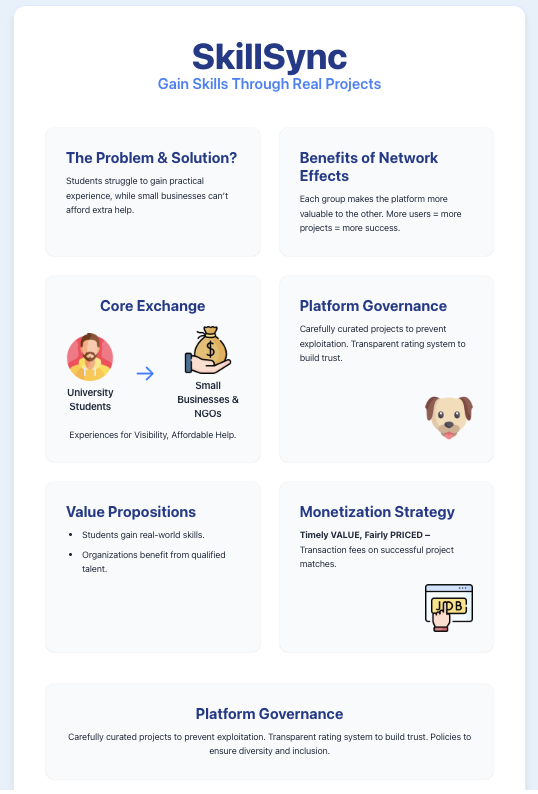 SkillSync
Gain Skills Through Real Projects
The Problem & Solution?
Students struggle to gain practical
experience, while small businesses can't
afford extra help.
Benefits of Network
Effects
Each group makes the platform more
valuable to the other. More users = more
projects = more success.
Core Exchange
$
University
Students
Small
Businesses &
NGOs
Experiences for Visibility, Affordable Help.
Platform Governance
Carefully curated projects to prevent
exploitation. Transparent rating system to
build trust.
Value Propositions
• Students gain real-world skills.
• Organizations benefit from qualified
talent.
Monetization Strategy
Timely VALUE, Fairly PRICED –
Transaction fees on successful project
matches.
JOB
Platform Governance
Carefully curated projects to prevent exploitation. Transparent rating system to build trust. Policies to
ensure diversity and inclusion.